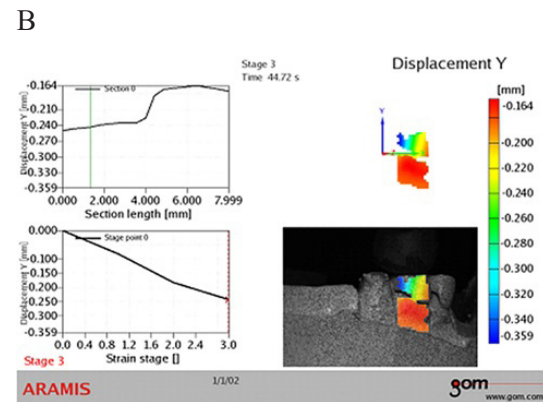 B
Stage 3
Time 44.72 s
Displacement Y
Displacement Y [mm]
-0.164
-0.210
-0.240
-0.270
-0.300
-0.330
-0.359
Section 0
0.000 2.000 4.000 6.000 7.999
Section length [mm]
Displacement Y [mm]
0.000
-0.100
-0.150
-0.200
-0.250
-0.300
-0.359
Stage point 0
0.0 0.4 0.8 1.2 1.6 2.0 2.4 3.0
Strain stage []
Stage 3
Y
[mm]
-0.164
-0.200
-0.220
-0.240
-0.260
-0.280
-0.300
-0.320
-0.340
-0.359
ARAMIS
1/1/02
gom
www.gom.com